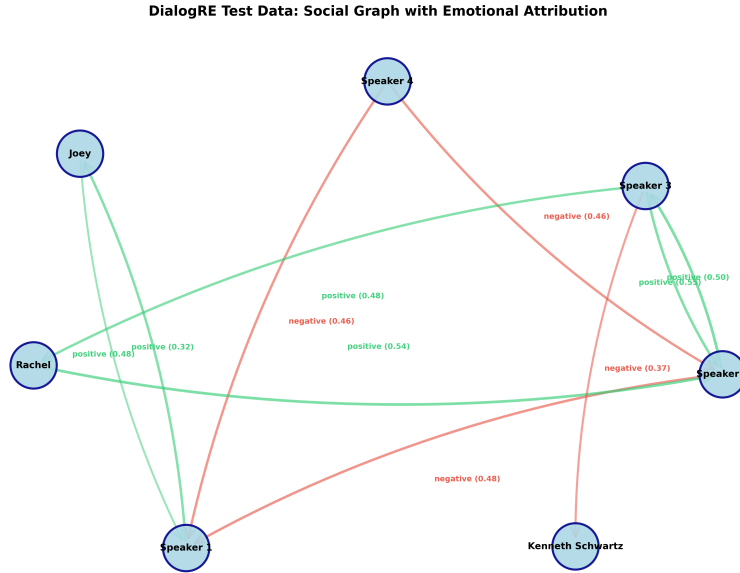 DialogRE Test Data: Social Graph with Emotional Attribution
Speaker 4
Joey
Speaker 3
negative (0.46)
positive (0.50)
positive (0.55)
positive (0.48)
negative (0.46)
positive (0.54)
positive (0.32)
positive (0.48)
Rachel
negative (0.37)
Speaker
negative (0.48)
Speaker 1
Kenneth Schwartz